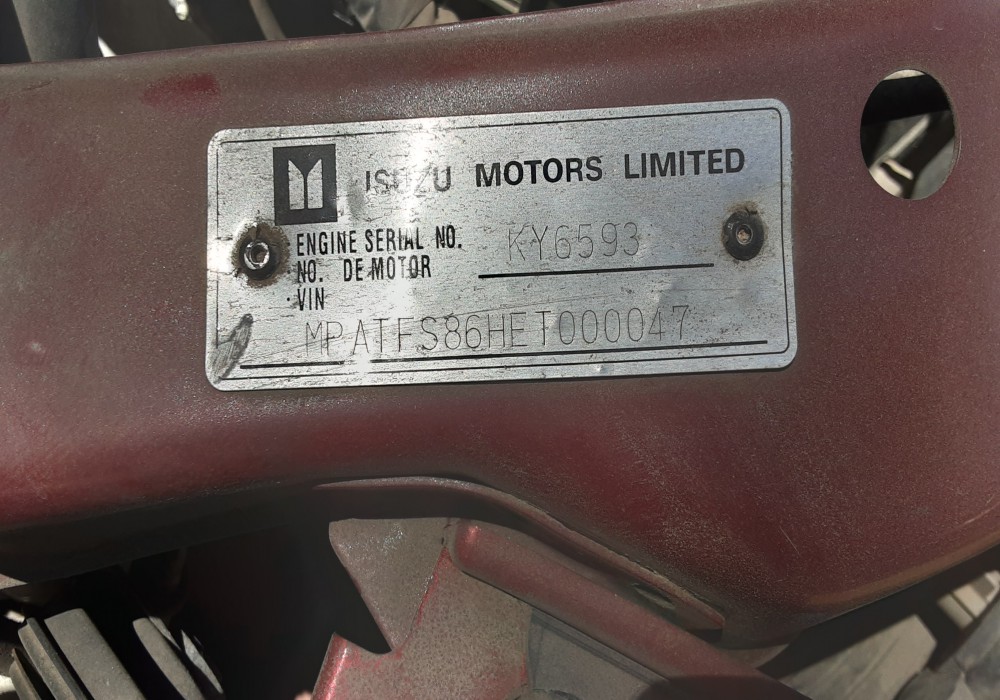 ISUZU MOTORS LIMITED
ENGINE SERIAL NO. KY6593
NO. DE MOTOR
VIN
MPATFS86HET000047